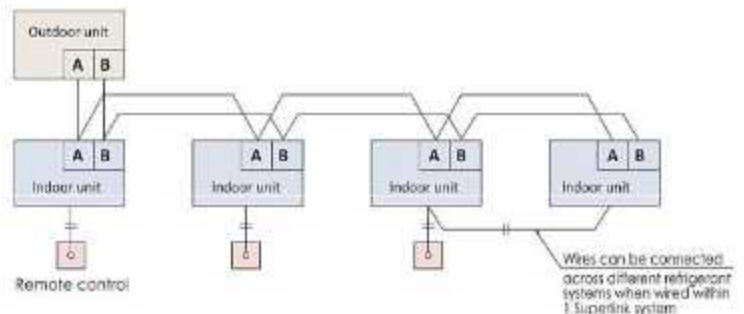 Outdoor unit
A B
A B
A B
A B
A B
Indoor unit
Indoor unit
Indoor unit
Indoor unit
Remote control
Wires can be connected
across different refrigerant
systems when wired within
1 Superlink system